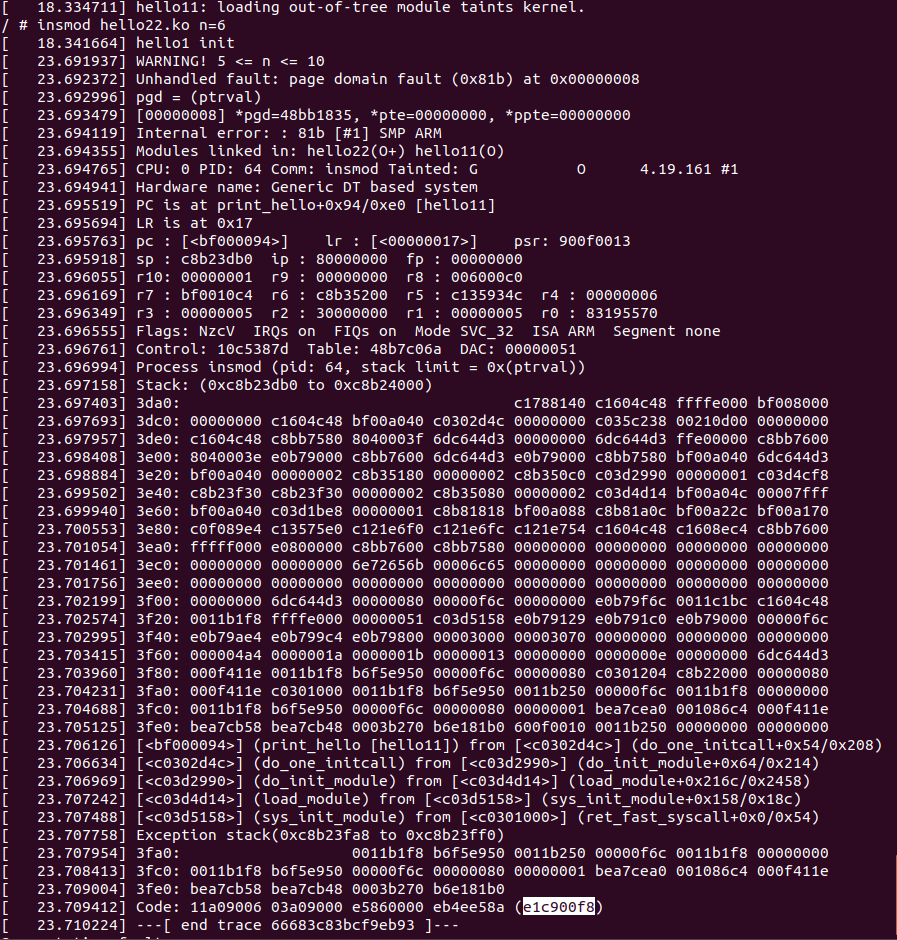 [   18.334711] hello11: loading out-of-tree module taints kernel.
/ # insmod hello22.ko n=6
[   18.341664] hello1 init
[   23.691937] WARNING! 5 <= n <= 10
[   23.692372] Unhandled fault: page domain fault (0x81b) at 0x00000008
[   23.692996] pgd = (ptrval)
[   23.693479] [00000008] *pgd=48bb1835, *pte=00000000, *ppte=00000000
[   23.694119] Internal error: : 81b [#1] SMP ARM
[   23.694355] Modules linked in: hello22(O+) hello11(O)
[   23.694765] CPU: 0 PID: 64 Comm: insmod Tainted: G           O      4.19.161 #1
[   23.694941] Hardware name: Generic DT based system
[   23.695519] PC is at print_hello+0x94/0xe0 [hello11]
[   23.695694] LR is at 0x17
[   23.695763] pc : [<bf000094>]    lr : [<00000017>]    psr: 900f0013
[   23.695918] sp : c8b23db0  ip : 80000000  fp : 00000000
[   23.696055] r10: 00000001  r9 : 00000000  r8 : 006000c0
[   23.696169] r7 : bf0010c4  r6 : c8b35200  r5 : c135934c  r4 : 00000006
[   23.696349] r3 : 00000005  r2 : 30000000  r1 : 00000005  r0 : 83195570
[   23.696555] Flags: NzcV  IRQs on  FIQs on  Mode SVC_32  ISA ARM  Segment none
[   23.696761] Control: 10c5387d  Table: 48b7c06a  DAC: 00000051
[   23.696994] Process insmod (pid: 64, stack limit = 0x(ptrval))
[   23.697158] Stack: (0xc8b23db0 to 0xc8b24000)
[   23.697403] 3da0:                                     c1788140 c1604c48 ffffe000 bf008000
[   23.697693] 3dc0: 00000000 c1604c48 bf00a040 c0302d4c 00000000 c035c238 00210d00 00000000
[   23.697957] 3de0: c1604c48 c8bb7580 8040003f 6dc644d3 00000000 6dc644d3 ffe00000 c8bb7600
[   23.698408] 3e00: 8040003e e0b79000 c8bb7600 6dc644d3 e0b79000 c8bb7580 bf00a040 6dc644d3
[   23.698884] 3e20: bf00a040 00000002 c8b35180 00000002 c8b350c0 c03d2990 00000001 c03d4cf8
[   23.699502] 3e40: c8b23f30 c8b23f30 00000002 c8b35080 00000002 c03d4d14 bf00a04c 00007fff
[   23.699940] 3e60: bf00a040 c03d1be8 00000001 c8b81818 bf00a088 c8b81a0c bf00a22c bf00a170
[   23.700553] 3e80: c0f089e4 c13575e0 c121e6f0 c121e6fc c121e754 c1604c48 c1608ec4 c8bb7600
[   23.701054] 3ea0: fffff000 e0800000 c8bb7600 c8bb7580 00000000 00000000 00000000 00000000
[   23.701461] 3ec0: 00000000 00000000 6e72656b 00006c65 00000000 00000000 00000000 00000000
[   23.701756] 3ee0: 00000000 00000000 00000000 00000000 00000000 00000000 00000000 00000000
[   23.702199] 3f00: 00000000 6dc644d3 00000080 00000f6c 00000000 e0b79f6c 0011c1bc c1604c48
[   23.702574] 3f20: 0011b1f8 ffffe000 00000051 c03d5158 e0b79129 e0b791c0 e0b79000 00000f6c
[   23.702995] 3f40: e0b79ae4 e0b799c4 e0b79800 00003000 00003070 00000000 00000000 00000000
[   23.703415] 3f60: 000004a4 0000001a 0000001b 00000013 00000000 0000000e 00000000 6dc644d3
[   23.703960] 3f80: 000f411e 0011b1f8 b6f5e950 00000f6c 00000080 c0301204 c8b22000 00000080
[   23.704231] 3fa0: 000f411e c0301000 0011b1f8 b6f5e950 0011b250 00000f6c 0011b1f8 00000000
[   23.704688] 3fc0: 0011b1f8 b6f5e950 00000f6c 00000080 00000001 bea7cea0 001086c4 000f411e
[   23.705125] 3fe0: bea7cb58 bea7cb48 0003b270 b6e181b0 600f0010 0011b250 00000000 00000000
[   23.706126] [<bf000094>] (print_hello [hello11]) from [<c0302d4c>] (do_one_initcall+0x54/0x208)
[   23.706634] [<c0302d4c>] (do_one_initcall) from [<c03d2990>] (do_init_module+0x64/0x214)
[   23.706969] [<c03d2990>] (do_init_module) from [<c03d4d14>] (load_module+0x216c/0x2458)
[   23.707242] [<c03d4d14>] (load_module) from [<c03d5158>] (sys_init_module+0x158/0x18c)
[   23.707488] [<c03d5158>] (sys_init_module) from [<c0301000>] (ret_fast_syscall+0x0/0x54)
[   23.707758] Exception stack(0xc8b23fa8 to 0xc8b23ff0)
[   23.707954] 3fa0:                   0011b1f8 b6f5e950 0011b250 00000f6c 0011b1f8 00000000
[   23.708413] 3fc0: 0011b1f8 b6f5e950 00000f6c 00000080 00000001 bea7cea0 001086c4 000f411e
[   23.709004] 3fe0: bea7cb58 bea7cb48 0003b270 b6e181b0
[   23.709412] Code: 11a09006 03a09000 e5860000 eb4ee58a (e1c900f8)
[   23.710224] ---[ end trace 66683c83bcf9eb93 ]---